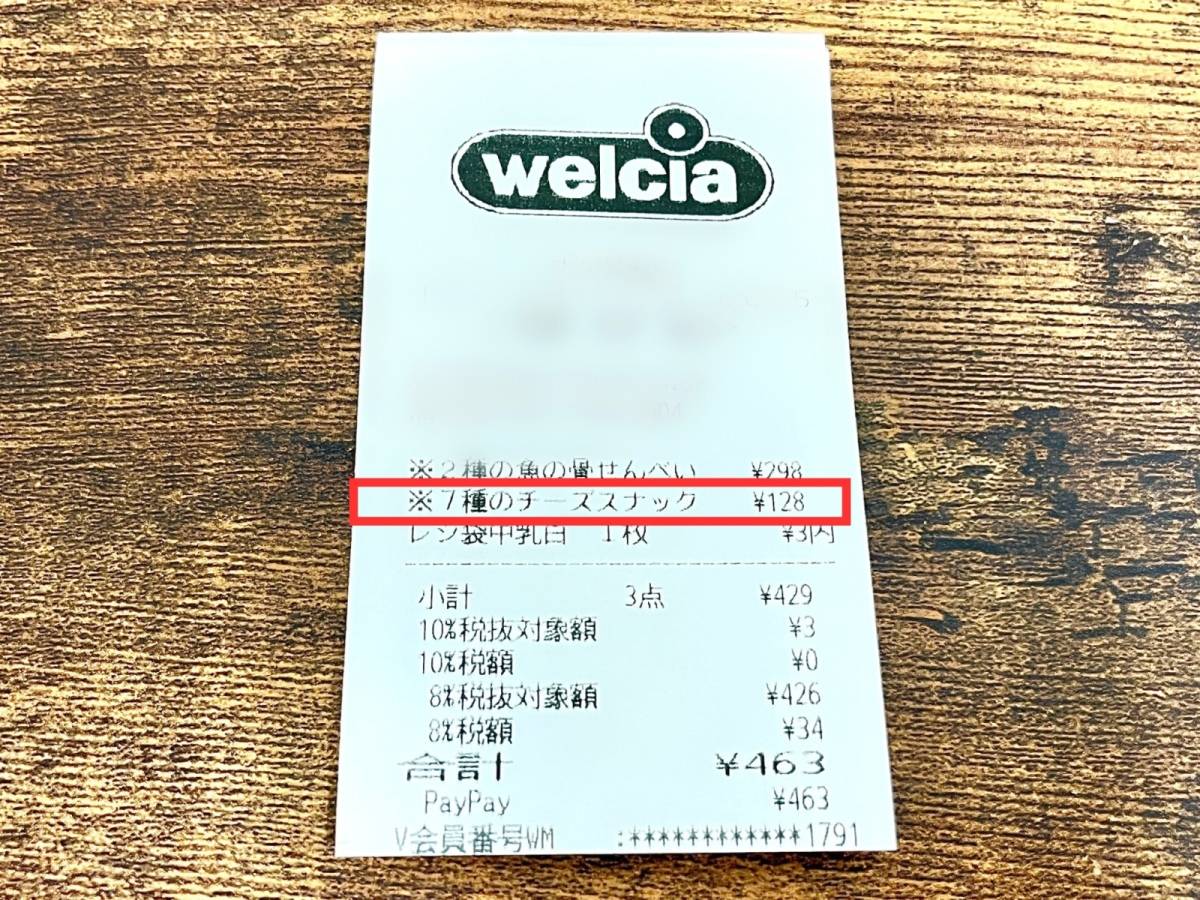 welcia
※2種の魚の骨せんべい ¥298
※7種のチーズスナック ¥128
レジ袋中乳白 1枚 ¥3内
小計 3点 ¥429
10%税抜対象額 ¥3
10%税額 ¥0
8%税抜対象額 ¥426
8%税額 ¥34
合計 ¥463
PayPay ¥463
V会員番号WM :************1791